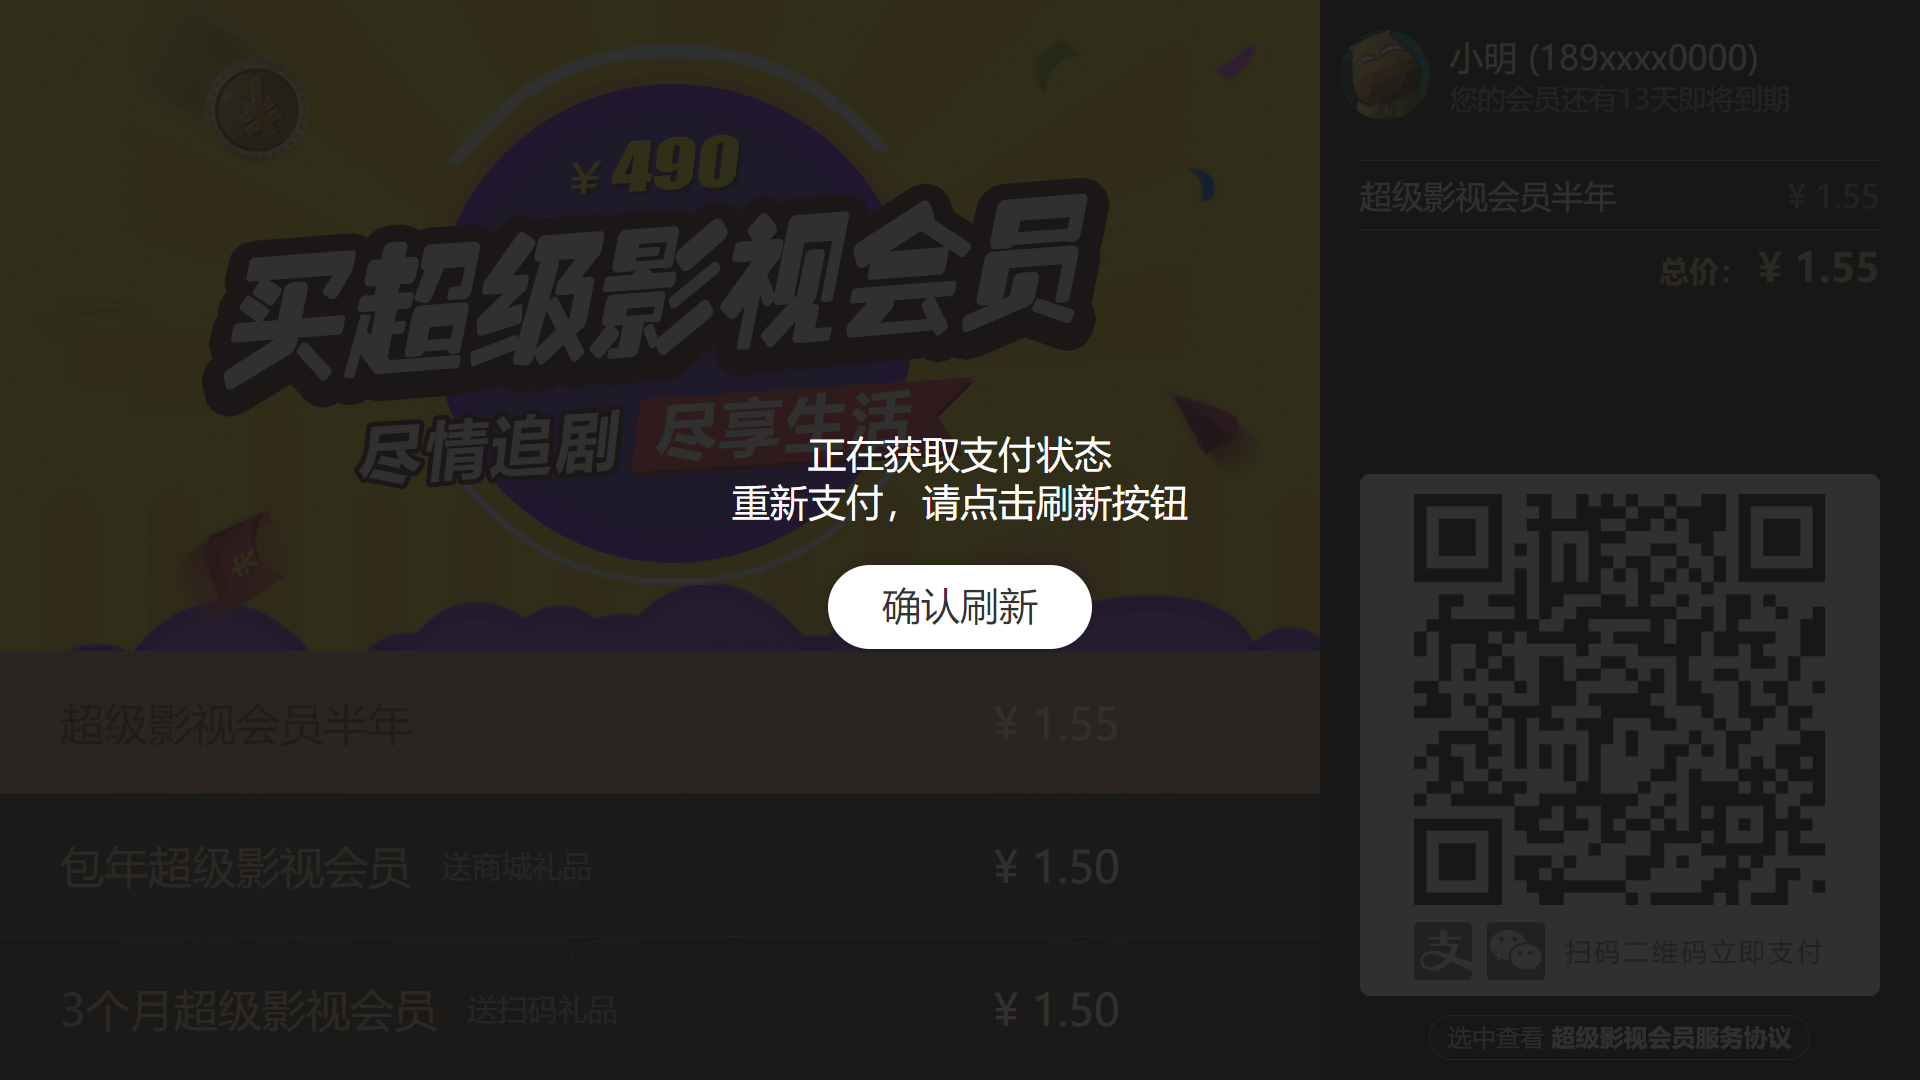 ¥ 490
买超级影视会员
尽情追剧 尽享生活
小明 (189xxxx0000)
您的会员还有13天即将到期
超级影视会员半年 ¥ 1.55
总价： ¥ 1.55
正在获取支付状态
重新支付，请点击刷新按钮
确认刷新
超级影视会员半年 ¥ 1.55
包年超级影视会员 送商城礼品 ¥ 1.50
3个月超级影视会员 送扫码礼品 ¥ 1.50
支 扫码二维码立即支付
选中查看 超级影视会员服务协议